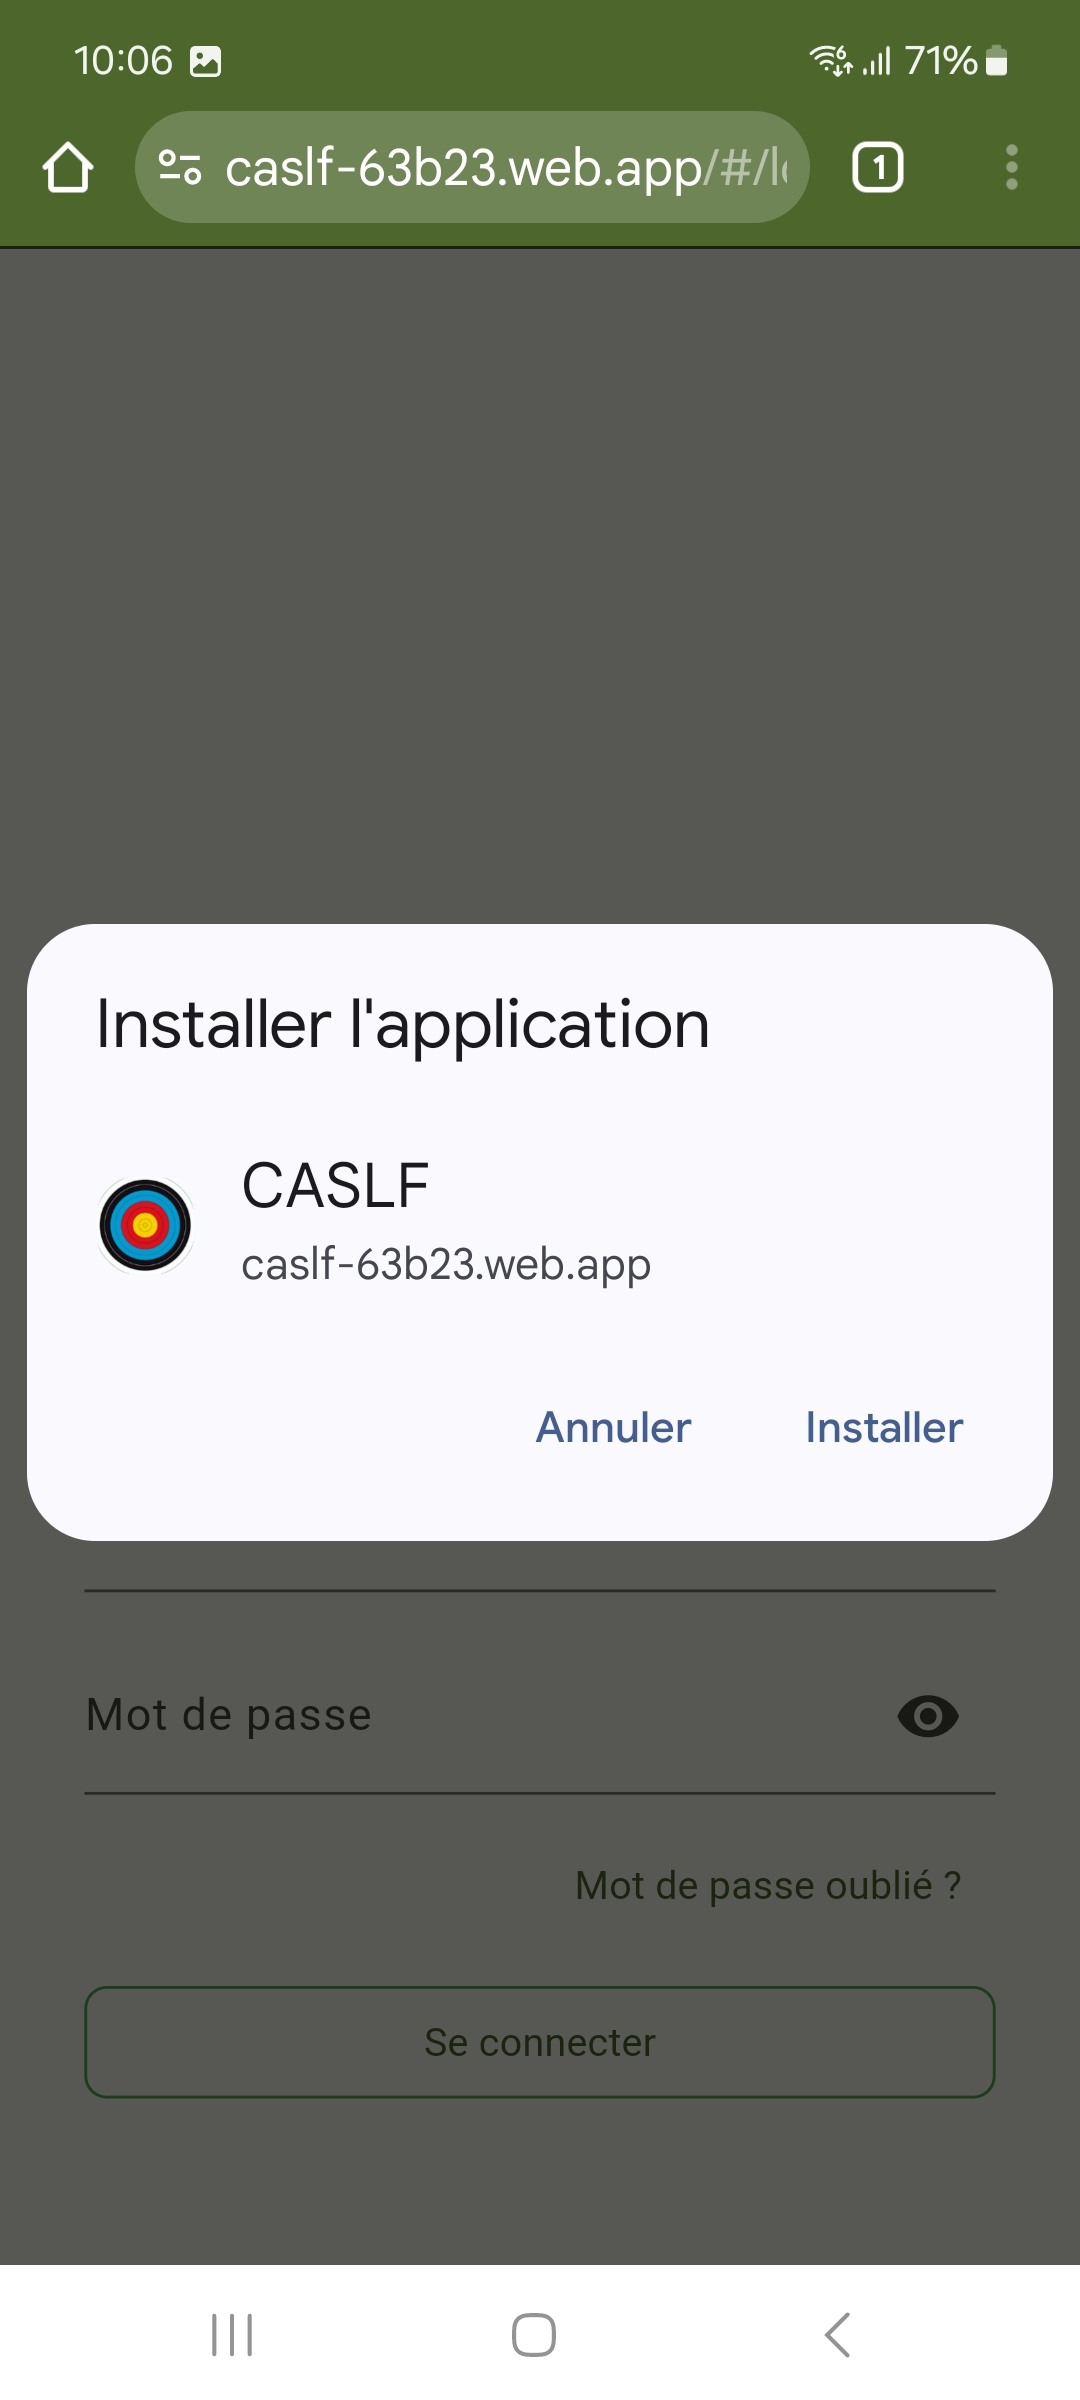 10:06
6 71%
caslf-63b23.web.app/#/l
1
Installer l'application
CASLF
caslf-63b23.web.app
Annuler Installer
Mot de passe
Mot de passe oublié ?
Se connecter